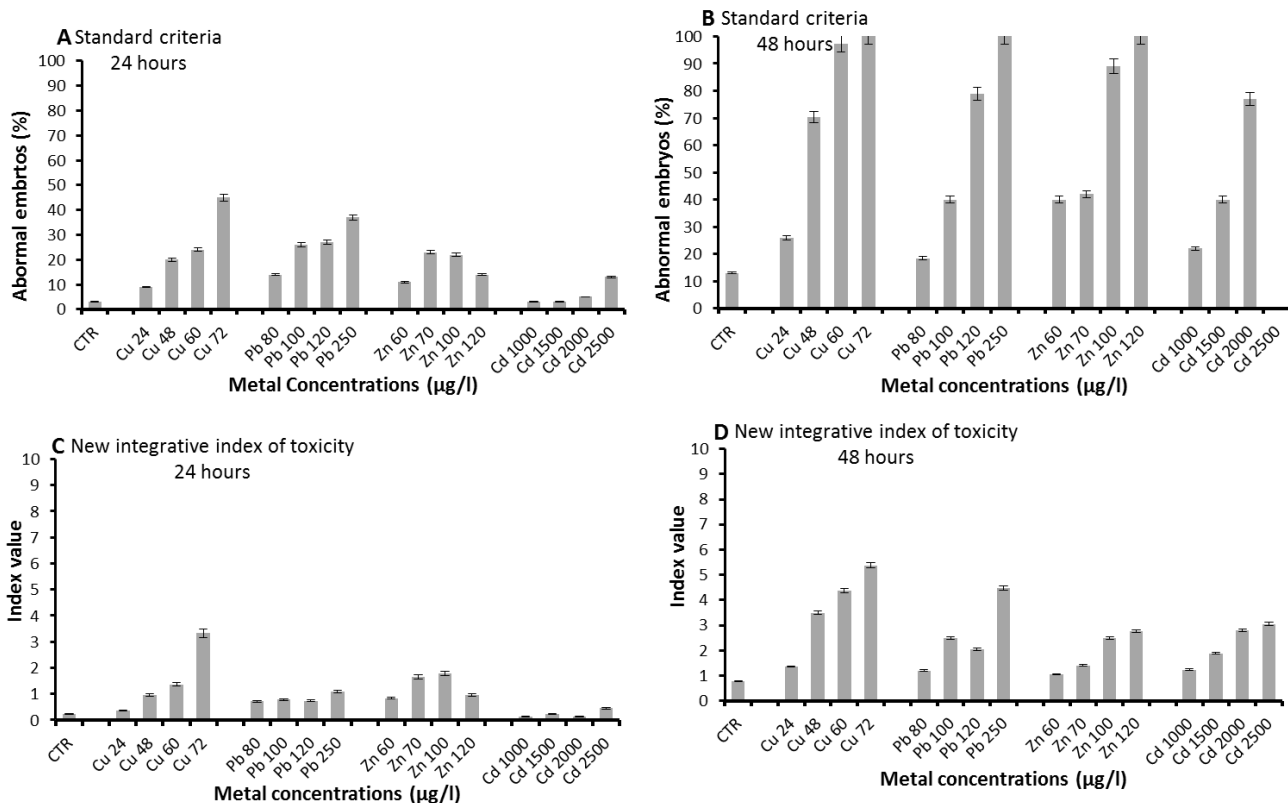 A Standard criteria
24 hours
Abormal embrtos (%)
100
90
80
70
60
50
40
30
20
10
0
CTR
Cu 24
Cu 48
Cu 60
Cu 72
Pb 80
Pb 100
Pb 120
Pb 250
Zn 60
Zn 70
Zn 100
Zn 120
Cd 1000
Cd 1500
Cd 2000
Cd 2500
Metal Concentrations (µg/l)
B Standard criteria
48 hours
Abnormal embryos (%)
100
90
80
70
60
50
40
30
20
10
0
CTR
Cu 24
Cu 48
Cu 60
Cu 72
Pb 80
Pb 100
Pb 120
Pb 250
Zn 60
Zn 70
Zn 100
Zn 120
Cd 1000
Cd 1500
Cd 2000
Cd 2500
Metal concentrations (µg/l)
C New integrative index of toxicity
24 hours
Index value
10
9
8
7
6
5
4
3
2
1
0
CTR
Cu 24
Cu 48
Cu 60
Cu 72
Pb 80
Pb 100
Pb 120
Pb 250
Zn 60
Zn 70
Zn 100
Zn 120
Cd 1000
Cd 1500
Cd 2000
Cd 2500
Metal concentrations (µg/l)
D New integrative index of toxicity
48 hours
Index value
10
9
8
7
6
5
4
3
2
1
0
CTR
Cu 24
Cu 48
Cu 60
Cu 72
Pb 80
Pb 100
Pb 120
Pb 250
Zn 60
Zn 70
Zn 100
Zn 120
Cd 1000
Cd 1500
Cd 2000
Cd 2500
Metal concentrations (µg/l)